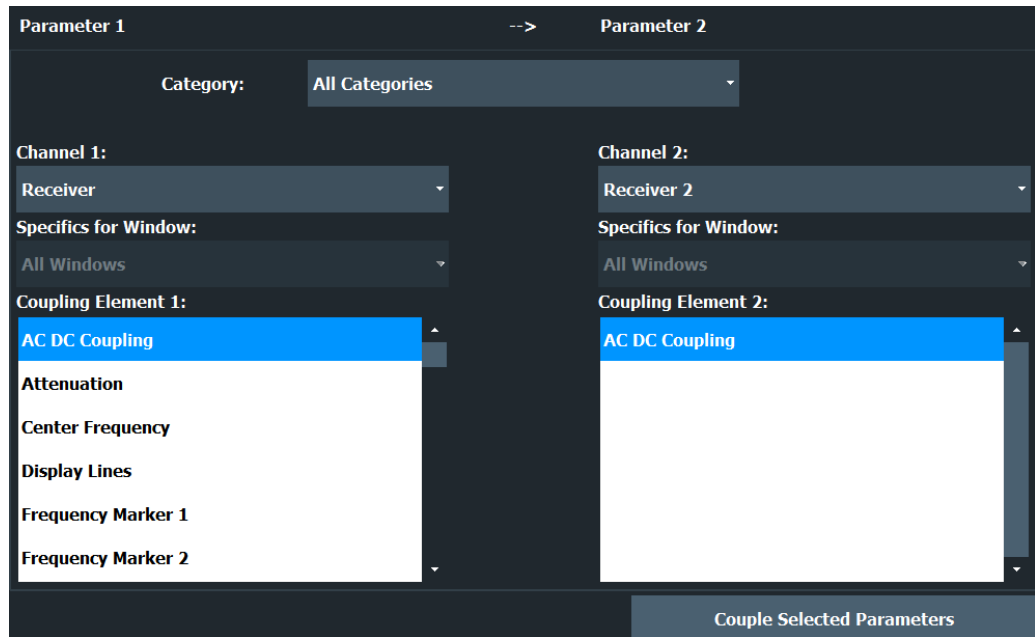 Parameter 1 --> Parameter 2
Category: All Categories
Channel 1: Channel 2:
Receiver Receiver 2
Specifics for Window: Specifics for Window:
All Windows All Windows
Coupling Element 1: Coupling Element 2:
AC DC Coupling AC DC Coupling
Attenuation
Center Frequency
Display Lines
Frequency Marker 1
Frequency Marker 2
Couple Selected Parameters